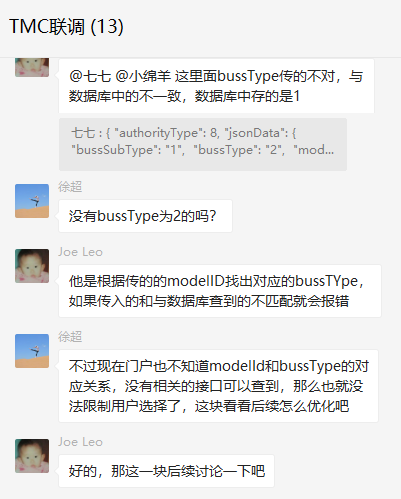 TMC联调 (13)
@七七 @小绵羊 这里面bussType传的不对，与
数据库中的不一致，数据库中存的是1
七七 : { "authorityType": 8, "jsonData": {
"bussSubType": "1", "bussType": "2", "mod...
徐超
没有bussType为2的吗？
Joe Leo
他是根据传的的modelID找出对应的bussTYpe，
如果传入的和与数据库查到的不匹配就会报错
徐超
不过现在门户也不知道modelId和bussType的对
应关系，没有相关的接口可以查到，那么也就没
法限制用户选择了，这块看看后续怎么优化吧
Joe Leo
好的，那这一块后续讨论一下吧